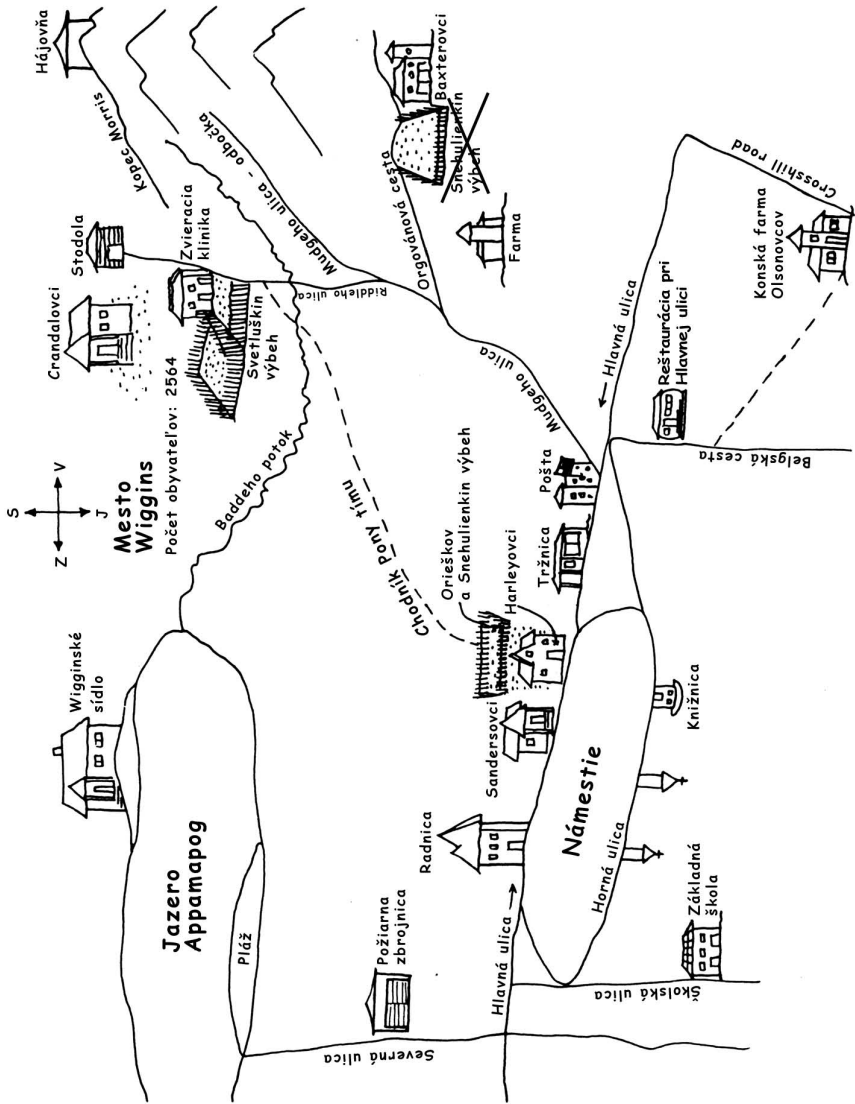 S
Z
V
J
Mesto
Wiggins
Počet obyvateľov: 2564
Wigginské
sídlo
Jazero
Appamapog
Pláž
Baddeho potok
Crandalovci
Stodola
Zvieracia
klinika
Svetluškin
výbeh
Hájovňa
Kopec Morris
Mudgeho ulica – odbočka
Riddleho ulica
Orgovánová cesta
Baxterovci
Snehulienkin
výbeh
Farma
Mudgeho ulica
Chodník Pony tímu
Orieškov
a Snehulienkin výbeh
Harleyovci
Sandersovci
Radnica
Požiarna
zbrojnica
Severná ulica
Hlavná ulica
Tržnica
Pošta
Hlavná ulica
Crosshill road
Námestie
Horná ulica
Knižnica
Základná
škola
Školská ulica
Reštaurácia pri
Hlavnej ulici
Belgská cesta
Konská farma
Olsonovcov